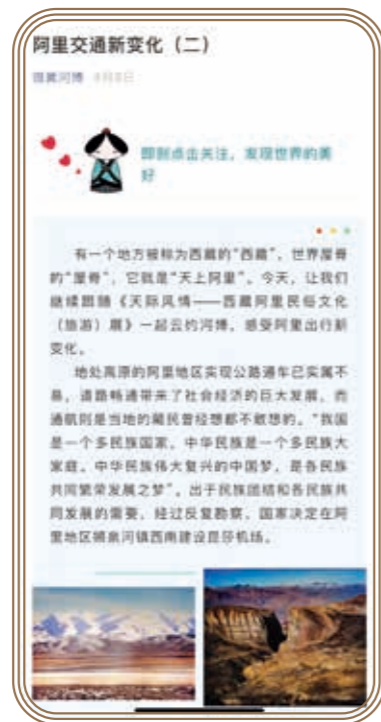 阿里交通新变化（二）
微冀河博 4月8日
即刻点击关注，发现世界的美
好
有一个地方被称为西藏的“西藏”，世界屋脊
的“屋脊”，它就是“天上阿里”。今天，让我们
继续跟随《天际风情——西藏阿里民俗文化
（旅游）展》一起云约河博，感受阿里出行新
变化。
地处高原的阿里地区实现公路通车已实属不
易，道路畅通带来了社会经济的巨大发展，而
通航则是当地的藏民曾经想都不敢想的。“我国
是一个多民族国家，中华民族是一个多民族大
家庭。中华民族伟大复兴的中国梦，是各民族
共同繁荣发展之梦”。出于民族团结和各民族共
同发展的需要，经过反复勘察，国家决定在阿
里地区狮泉河镇西南建设昆莎机场。